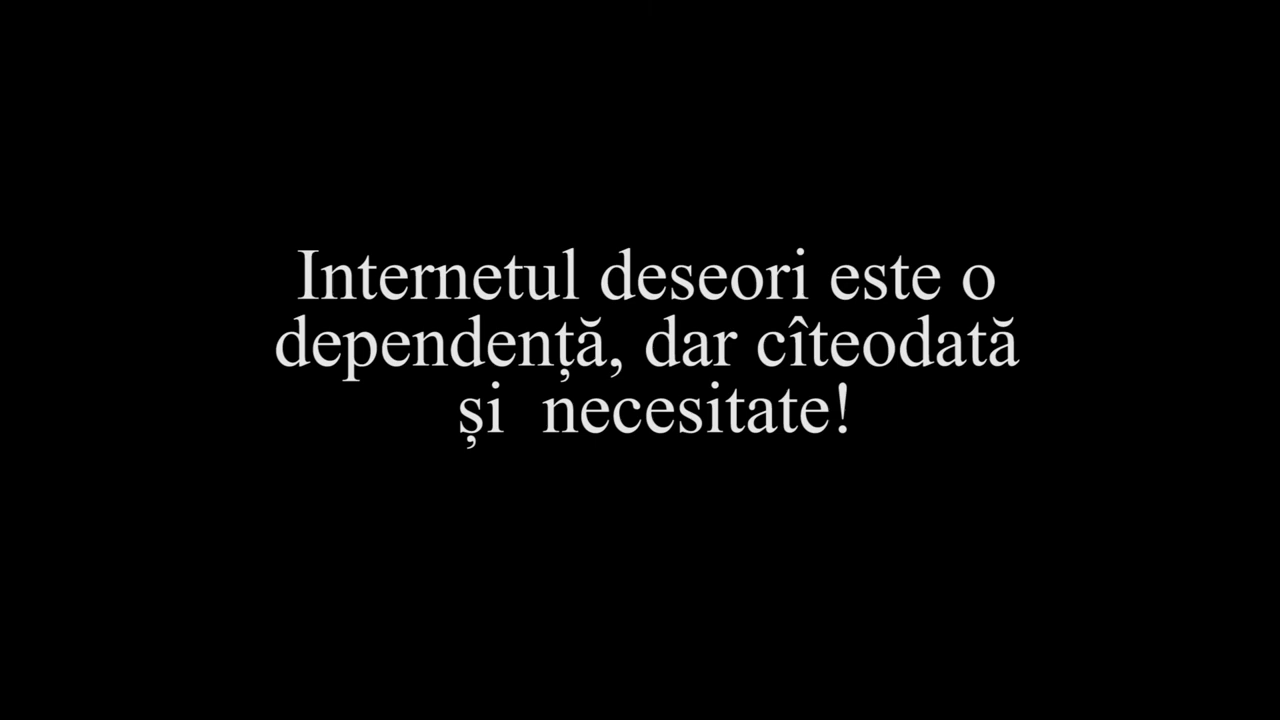 Internetul deseori este o
dependență, dar cîteodată
și  necesitate!